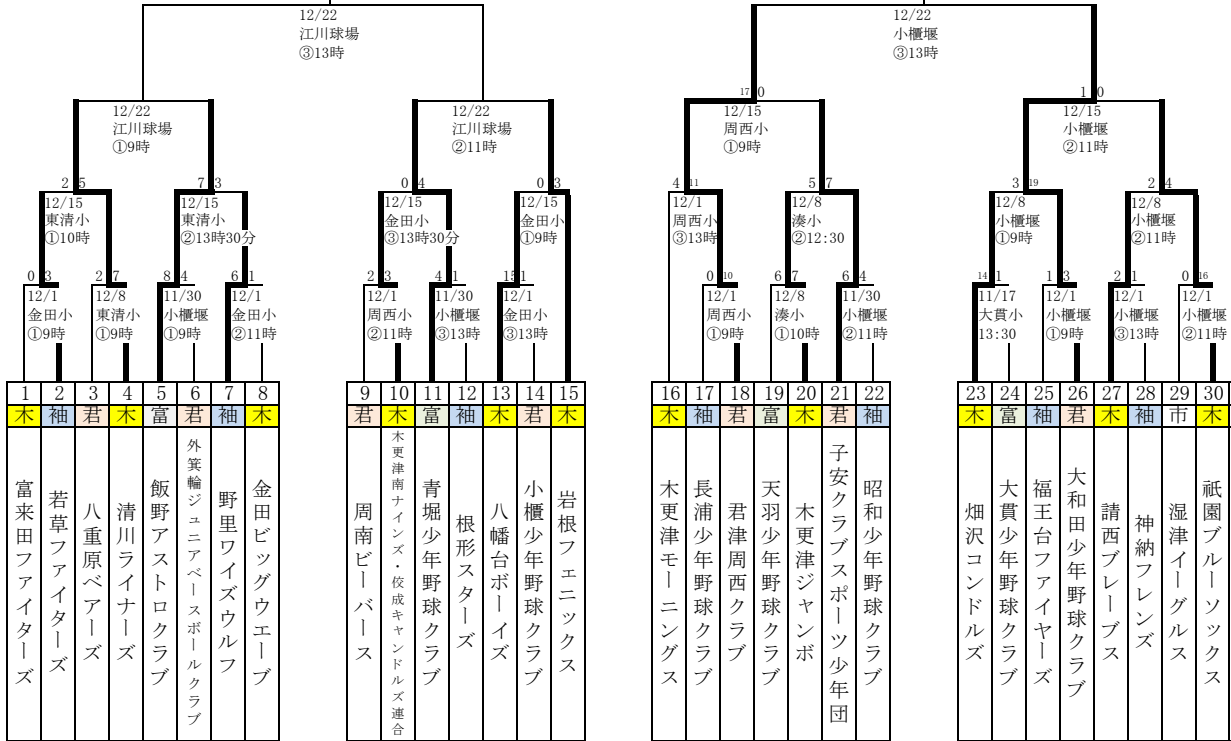 12/22
江川球場
③13時
12/22
小櫃堰
③13時
12/22
江川球場
①9時
12/22
江川球場
②11時
17 0
12/15
周西小
①9時
1 0
12/15
小櫃堰
②11時
2 5
12/15
東清小
①10時
7 3
12/15
東清小
②13時30分
0 4
12/15
金田小
③13時30分
0 3
12/15
金田小
①9時
4 11
12/1
周西小
③13時
5 7
12/8
湊小
②12:30
3 19
12/8
小櫃堰
①9時
2 4
12/8
小櫃堰
②11時
0 3
12/1
金田小
①9時
2 7
12/8
東清小
①9時
8 4
11/30
小櫃堰
①9時
6 1
12/1
金田小
②11時
2 3
12/1
周西小
②11時
4 1
11/30
小櫃堰
③13時
15 1
12/1
金田小
③13時
0 10
12/1
周西小
①9時
6 7
12/8
湊小
①10時
6 4
11/30
小櫃堰
②11時
14 1
11/17
大貫小
13:30
1 3
12/1
小櫃堰
①9時
2 1
12/1
小櫃堰
③13時
0 16
12/1
小櫃堰
②11時
1 2 3 4 5 6 7 8 9 10 11 12 13 14 15 16 17 18 19 20 21 22 23 24 25 26 27 28 29 30
木 袖 君 木 富 君 袖 木 君 木 富 袖 木 君 木 木 袖 君 富 木 君 袖 木 富 袖 君 木 袖 市 木
富来田ファイターズ
若草ファイターズ
八重原ベアーズ
清川ライナーズ
飯野アストロクラブ
外箕輪ジュニアベースボールクラブ
野里ワイズウルフ
金田ビッグウエーブ
周南ビーバース
木更津南ナインズ・佼成キャンドルズ連合
青堀少年野球クラブ
根形スターズ
八幡台ボーイズ
小櫃少年野球クラブ
岩根フェニックス
木更津モーニングス
長浦少年野球クラブ
君津周西クラブ
天羽少年野球クラブ
木更津ジャンボ
子安クラブスポーツ少年団
昭和少年野球クラブ
畑沢コンドルズ
大貫少年野球クラブ
福王台ファイヤーズ
大和田少年野球クラブ
請西ブレーブス
神納フレンズ
湿津イーグルス
祇園ブルーソックス